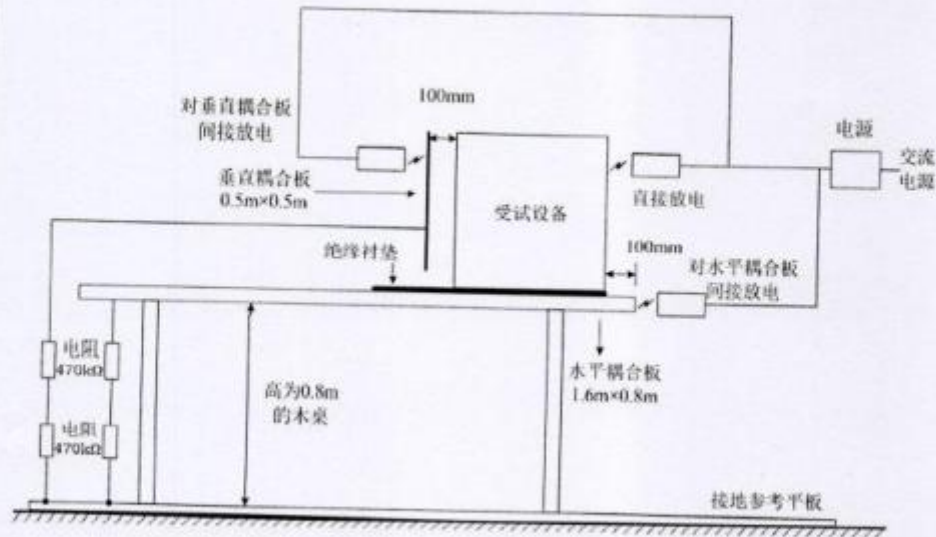 100mm
对垂直耦合板
间接放电
电源
交流
电源
垂直耦合板
0.5m×0.5m
受试设备
直接放电
绝缘衬垫
100mm
对水平耦合板
间接放电
电阻
470kΩ
高为0.8m
的木桌
水平耦合板
1.6m×0.8m
电阻
470kΩ
接地参考平板